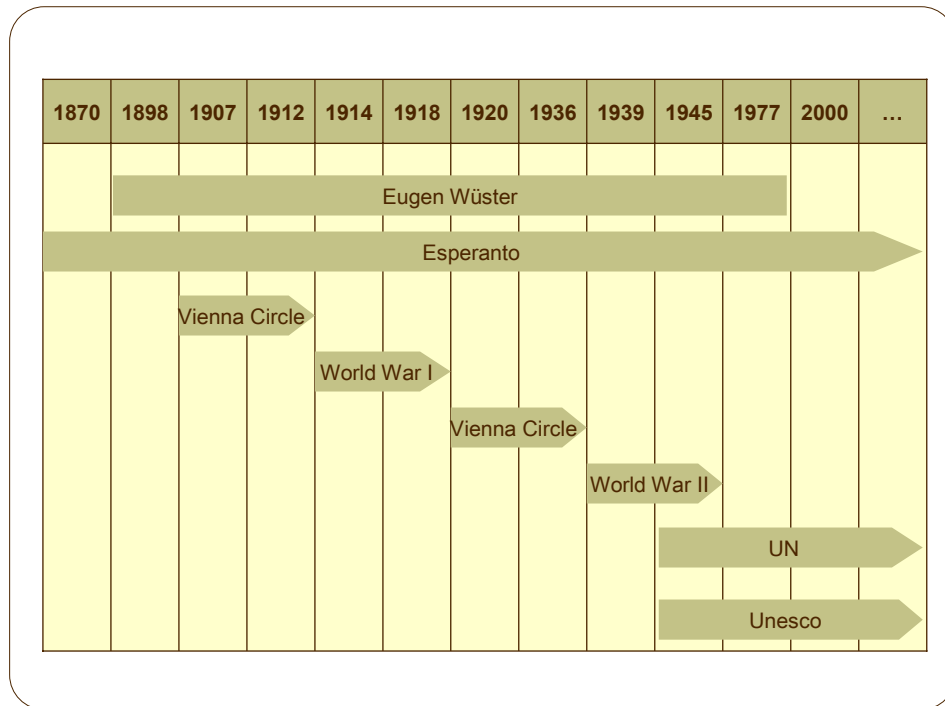 1870 1898 1907 1912 1914 1918 1920 1936 1939 1945 1977 2000 …
Eugen Wüster
Esperanto
Vienna Circle
World War I
Vienna Circle
World War II
UN
Unesco